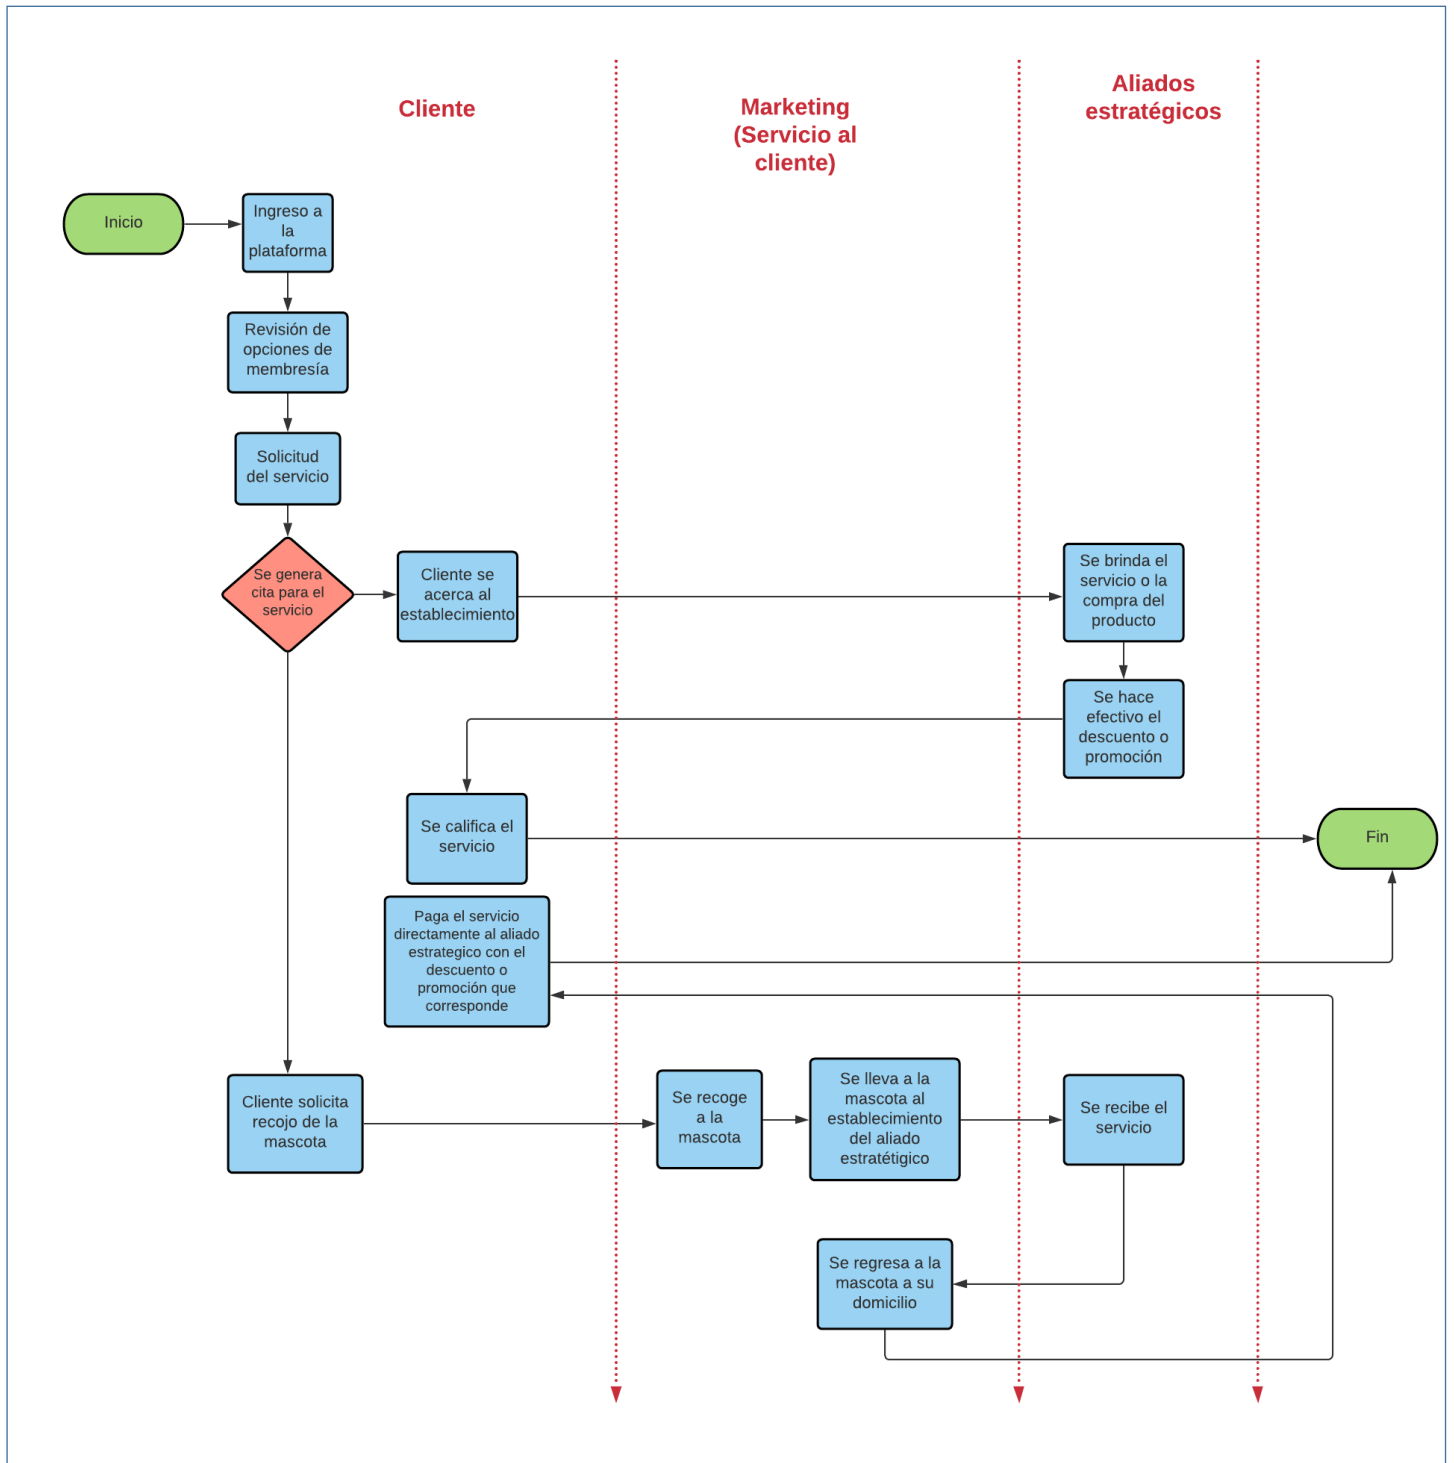 Cliente
Marketing
(Servicio al
cliente)
Aliados
estratégicos
Inicio
Ingreso a
la
plataforma
Revisión de
opciones de
membresía
Solicitud
del servicio
Se genera
cita para el
servicio
Cliente se
acerca al
establecimiento
Se brinda el
servicio o la
compra del
producto
Se hace
efectivo el
descuento o
promoción
Se califica el
servicio
Fin
Paga el servicio
directamente al aliado
estrategico con el
descuento o
promoción que
corresponde
Cliente solicita
recojo de la
mascota
Se recoge
a la
mascota
Se lleva a la
mascota al
establecimiento
del aliado
estratétigico
Se recibe el
servicio
Se regresa a la
mascota a su
domicilio